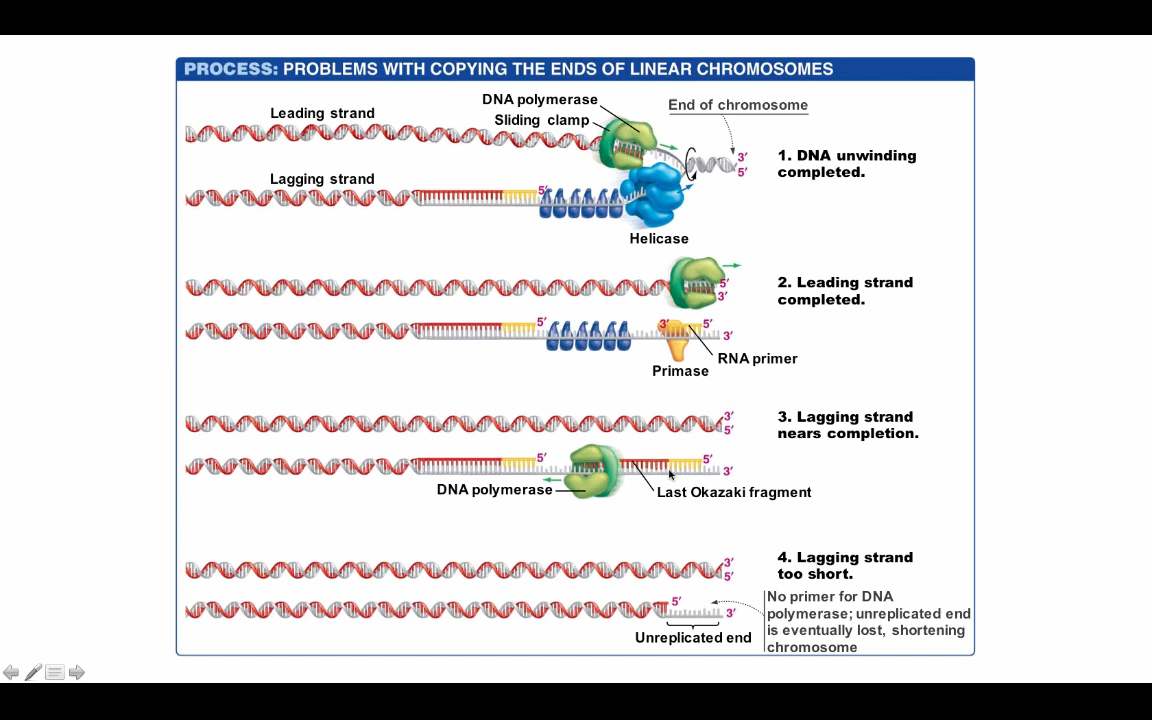 PROCESS: PROBLEMS WITH COPYING THE ENDS OF LINEAR CHROMOSOMES
DNA polymerase
Sliding clamp
End of chromosome
Leading strand
3′
5′
1. DNA unwinding
completed.
Lagging strand
5′
Helicase
5′
3′
2. Leading strand
completed.
5′
3′
5′
3′
RNA primer
Primase
3′
5′
3. Lagging strand
nears completion.
5′
5′
3′
DNA polymerase
Last Okazaki fragment
3′
5′
4. Lagging strand
too short.
5′
3′
No primer for DNA
polymerase; unreplicated end
is eventually lost, shortening
chromosome
Unreplicated end